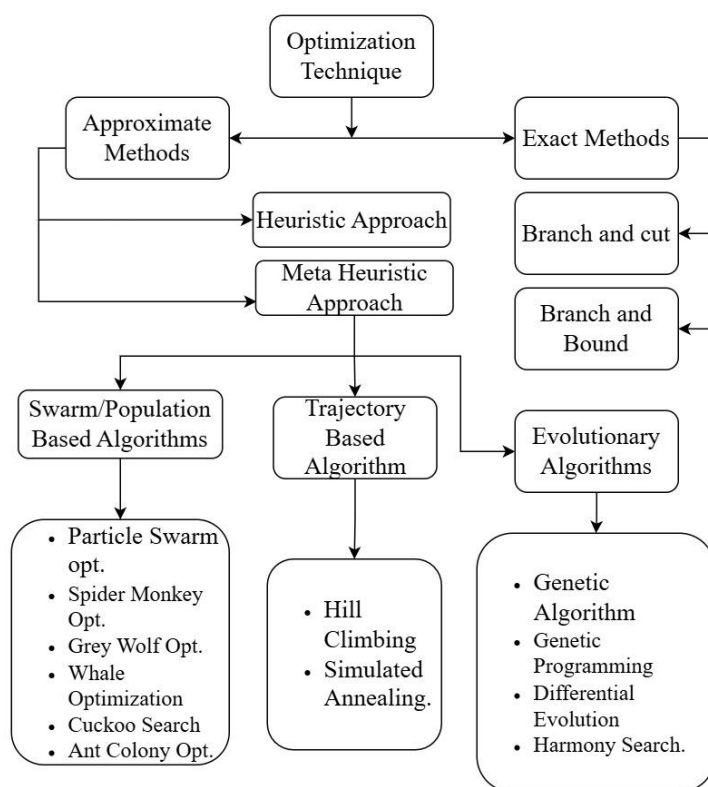 Optimization
Technique
Approximate
Methods
Exact Methods
Heuristic Approach
Branch and cut
Meta Heuristic
Approach
Branch and
Bound
Swarm/Population
Based Algorithms
Trajectory
Based
Algorithm
Evolutionary
Algorithms
• Particle Swarm
opt.
• Spider Monkey
Opt.
• Grey Wolf Opt.
• Whale
Optimization
• Cuckoo Search
• Ant Colony Opt.
• Hill
Climbing
• Simulated
Annealing.
• Genetic
Algorithm
• Genetic
Programming
• Differential
Evolution
• Harmony Search.